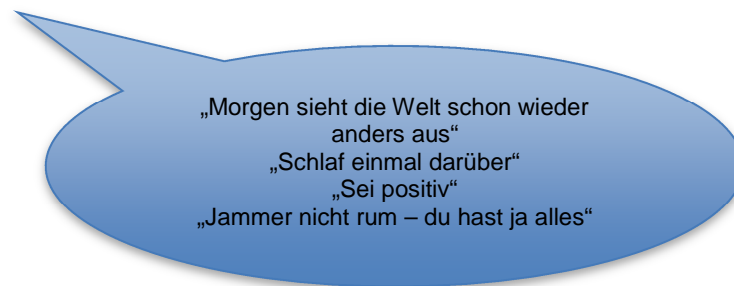 „Morgen sieht die Welt schon wieder
anders aus“
„Schlaf einmal darüber“
„Sei positiv“
„Jammer nicht rum – du hast ja alles“